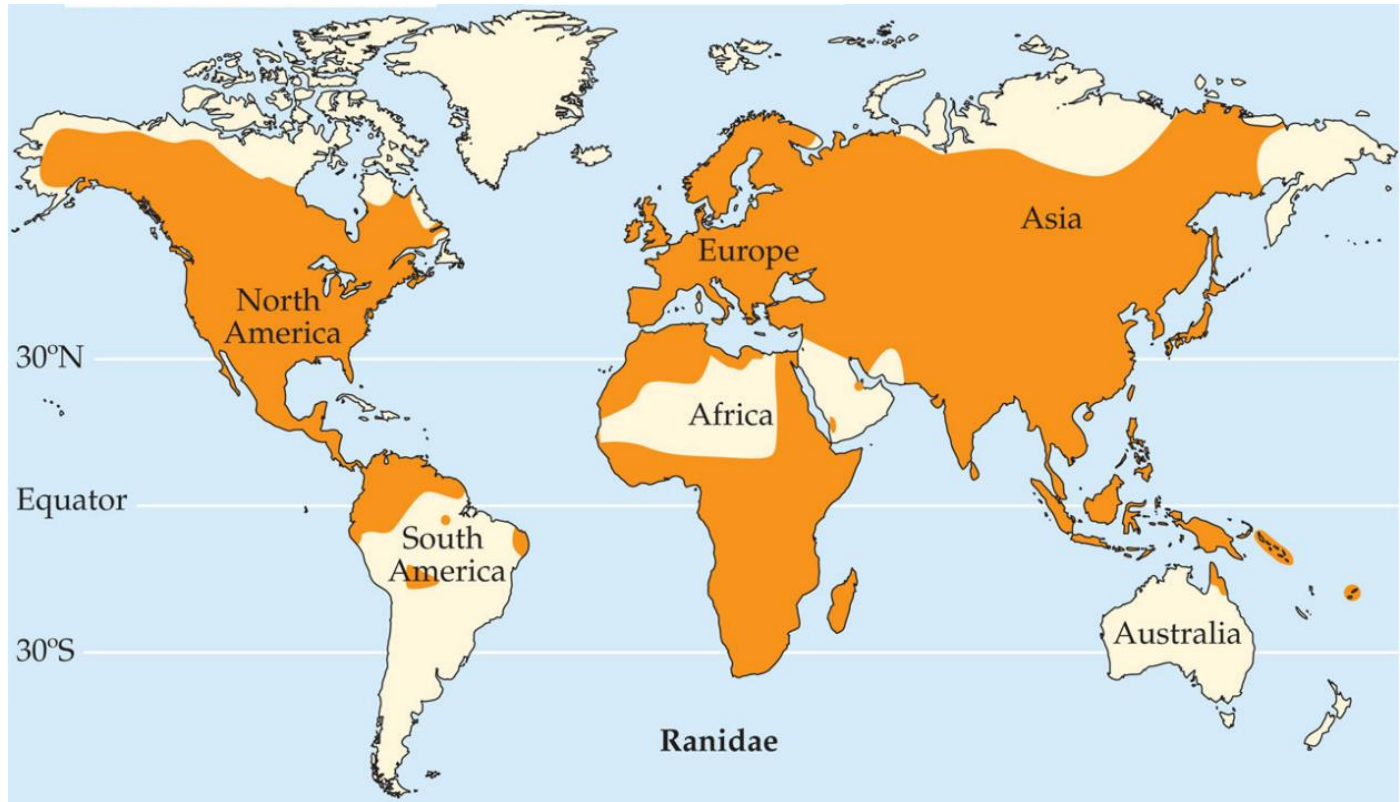 Asia
Europe
North
America
30ºN
Africa
Equator
South
America
Australia
30ºS
Ranidae